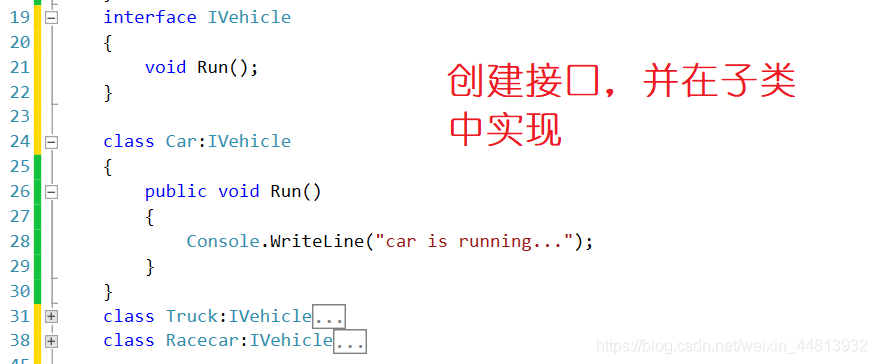 19 interface IVehicle
20 {
21 void Run();
22 }
23
24 class Car:IVehicle
25 {
26 public void Run()
27 {
28 Console.WriteLine("car is running...");
29 }
30 }
31 class Truck:IVehicle...
38 class Racecar:IVehicle...
创建接口，并在子类
中实现
https://blog.csdn.net/weixin_44813932